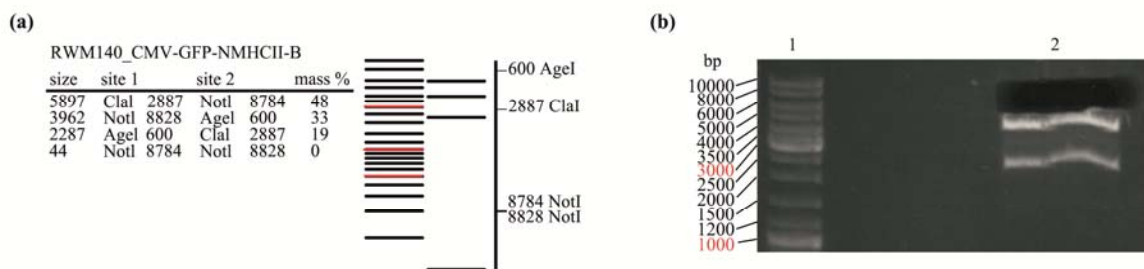 (a)
RWM140_CMV-GFP-NMHCII-B
size site 1 site 2 mass %
5897 ClaI 2887 NotI 8784 48
3962 NotI 8828 AgeI 600 33
2287 AgeI 600 ClaI 2887 19
44 NotI 8784 NotI 8828 0
600 AgeI
2887 ClaI
8784 NotI
8828 NotI
(b)
1 2
bp
10000
8000
6000
5000
4000
3500
3000
2500
2000
1500
1200
1000